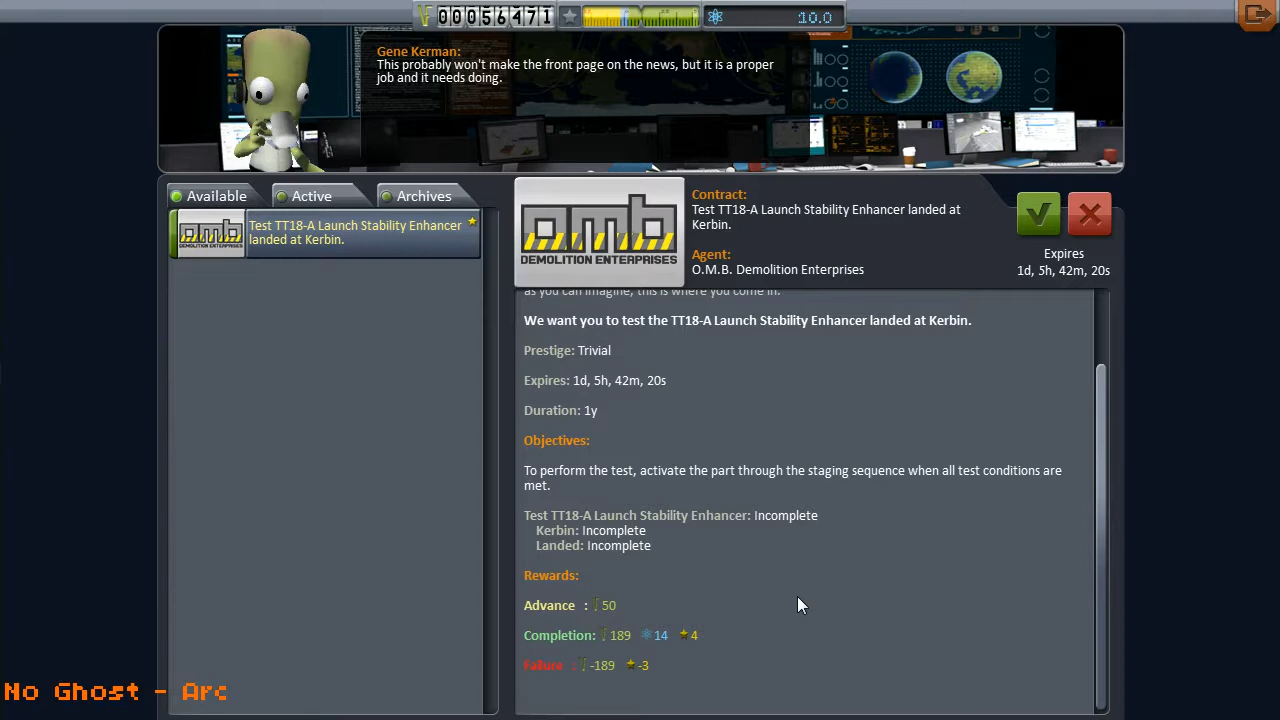 00056471
10.0
Gene Kerman:
This probably won't make the front page on the news, but it is a proper
job and it needs doing.
Available
Active
Archives
Test TT18-A Launch Stability Enhancer
landed at Kerbin.
omb
DEMOLITION ENTERPRISES
omb
DEMOLITION ENTERPRISES
Contract:
Test TT18-A Launch Stability Enhancer landed at
Kerbin.
Agent:
O.M.B. Demolition Enterprises
Expires
1d, 5h, 42m, 20s
as you can imagine, this is where you come in.
We want you to test the TT18-A Launch Stability Enhancer landed at Kerbin.
Prestige: Trivial
Expires: 1d, 5h, 42m, 20s
Duration: 1y
Objectives:
To perform the test, activate the part through the staging sequence when all test conditions are
met.
Test TT18-A Launch Stability Enhancer: Incomplete
Kerbin: Incomplete
Landed: Incomplete
Rewards:
Advance : 50
Completion: 189 14 4
Failure : -189 -3
No Ghost - Arc